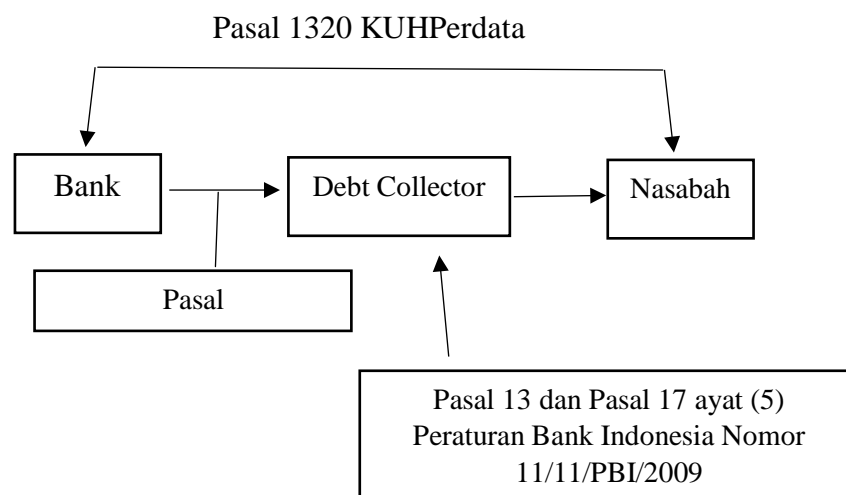 Pasal 1320 KUHPerdata
Bank
Debt Collector
Nasabah
Pasal
Pasal 13 dan Pasal 17 ayat (5)
Peraturan Bank Indonesia Nomor
11/11/PBI/2009